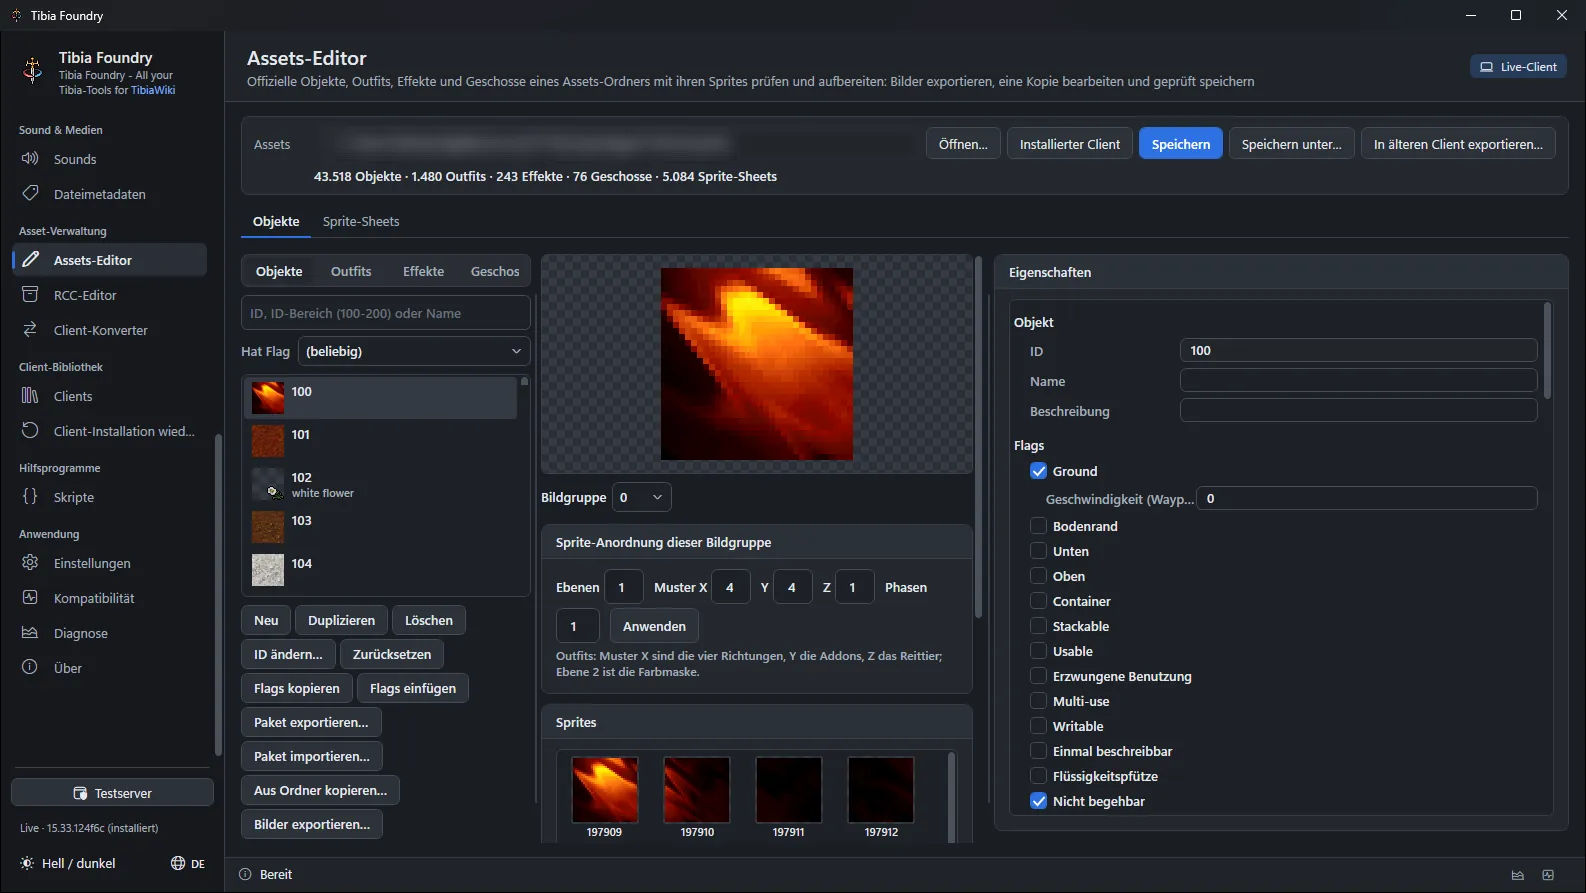 Tibia Foundry
Tibia Foundry
Tibia Foundry - All your
Tibia-Tools for TibiaWiki
Sound & Medien
Sounds
Dateimetadaten
Asset-Verwaltung
Assets-Editor
RCC-Editor
Client-Konverter
Client-Bibliothek
Clients
Client-Installation wied...
Hilfsprogramme
Skripte
Anwendung
Einstellungen
Kompatibilität
Diagnose
Über
Testserver
Live · 15.33.124f6c (installiert)
Hell / dunkel
DE
Assets-Editor
Offizielle Objekte, Outfits, Effekte und Geschosse eines Assets-Ordners mit ihren Sprites prüfen und aufbereiten: Bilder exportieren, eine Kopie bearbeiten und geprüft speichern
Live-Client
Assets
Öffnen...
Installierter Client
Speichern
Speichern unter...
In älteren Client exportieren...
43.518 Objekte · 1.480 Outfits · 243 Effekte · 76 Geschosse · 5.084 Sprite-Sheets
Objekte
Sprite-Sheets
Objekte
Outfits
Effekte
Geschos
ID, ID-Bereich (100-200) oder Name
Hat Flag
(beliebig)
100
101
102
white flower
103
104
Neu
Duplizieren
Löschen
ID ändern...
Zurücksetzen
Flags kopieren
Flags einfügen
Paket exportieren...
Paket importieren...
Aus Ordner kopieren...
Bilder exportieren...
Bildgruppe
0
Sprite-Anordnung dieser Bildgruppe
Ebenen 1 Muster X 4 Y 4 Z 1 Phasen
1
Anwenden
Outfits: Muster X sind die vier Richtungen, Y die Addons, Z das Reittier;
Ebene 2 ist die Farbmaske.
Sprites
197909
197910
197911
197912
Eigenschaften
Objekt
ID
100
Name
Beschreibung
Flags
Ground
Geschwindigkeit (Wayp...
0
Bodenrand
Unten
Oben
Container
Stackable
Usable
Erzwungene Benutzung
Multi-use
Writable
Einmal beschreibbar
Flüssigkeitspfütze
Nicht begehbar
Bereit